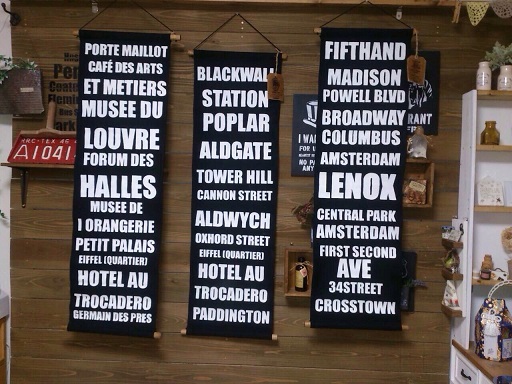 PORTE MAILLOT
CAFÉ DES ARTS
ET METIERS
MUSEE DU
LOUVRE
FORUM DES
HALLES
MUSEE DE
l ORANGERIE
PETIT PALAIS
EIFFEL (QUARTIER)
HOTEL AU
TROCADERO
GERMAIN DES PRES
BLACKWAL
STATION
POPLAR
ALDGATE
TOWER HILL
CANNON STREET
ALDWYCH
OXHORD STREET
EIFFEL (QUARTIER)
HOTEL AU
TROCADERO
PADDINGTON
FIFTHAND
MADISON
POWELL BLVD
BROADWAY
COLUMBUS
AMSTERDAM
LENOX
CENTRAL PARK
AMSTERDAM
FIRST SECOND
AVE
34STREET
CROSSTOWN
A1041
I WA
RANT